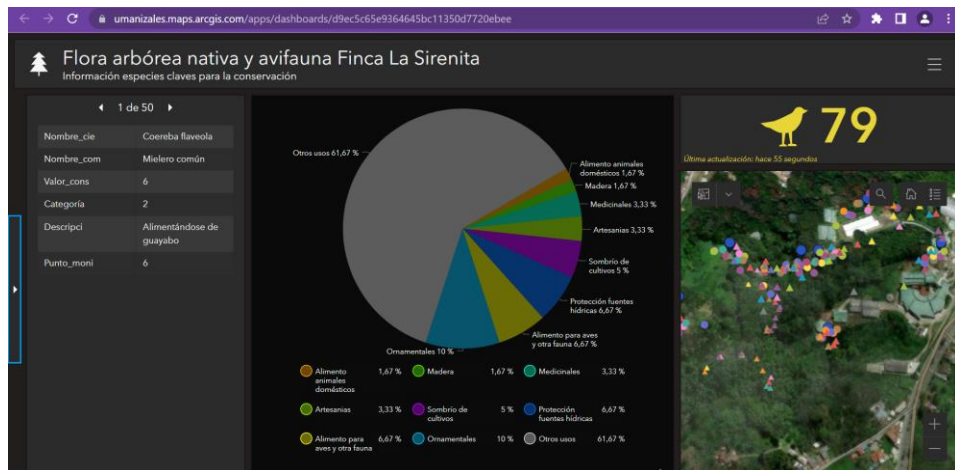 umanizales.maps.arcgis.com/apps/dashboards/d9ec5c65e9364645bc11350d7720ebee
Flora arbórea nativa y avifauna Finca La Sirenita
Información especies claves para la conservación
1 de 50
Nombre_cie Coereba flaveola
Nombre_com Mielero común
Valor_cons 6
Categoría 2
Descripci Alimentándose de
guayabo
Punto_moni 6
Otros usos 61,67 %
Alimento animales
domésticos 1,67 %
Madera 1,67 %
Medicinales 3,33 %
Artesanias 3,33 %
Sombrío de
cultivos 5 %
Protección fuentes
hídricas 6,67 %
Alimento para aves
y otra fauna 6,67 %
Ornamentales 10 %
Alimento 1,67 % Madera 1,67 % Medicinales 3,33 %
animales
domésticos
Artesanias 3,33 % Sombrío de 5 % Protección 6,67 %
cultivos fuentes hídricas
Alimento para 6,67 % Ornamentales 10 % Otros usos 61,67 %
aves y otra fauna
79
Última actualización: hace 55 segundos